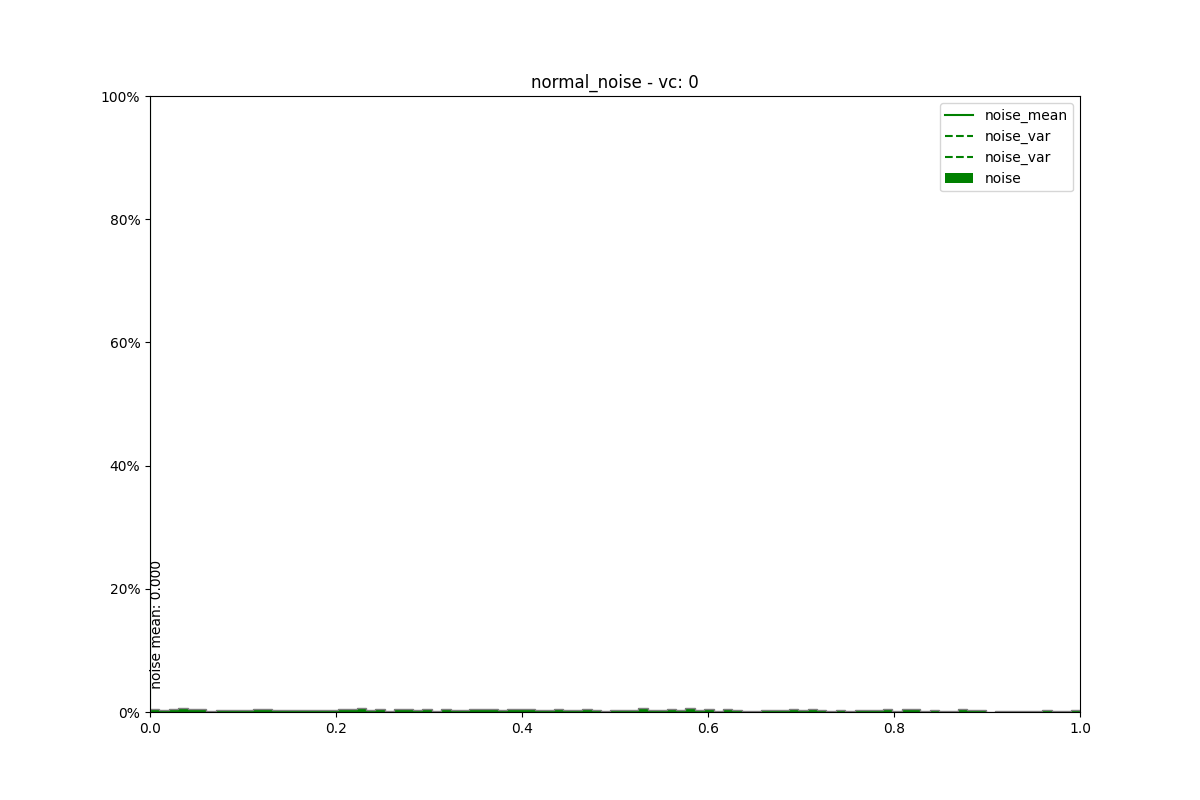 normal_noise - vc: 0
100%
80%
60%
40%
20%
0%
noise mean: 0.000
noise_mean
noise_var
noise_var
noise
0.0 0.2 0.4 0.6 0.8 1.0